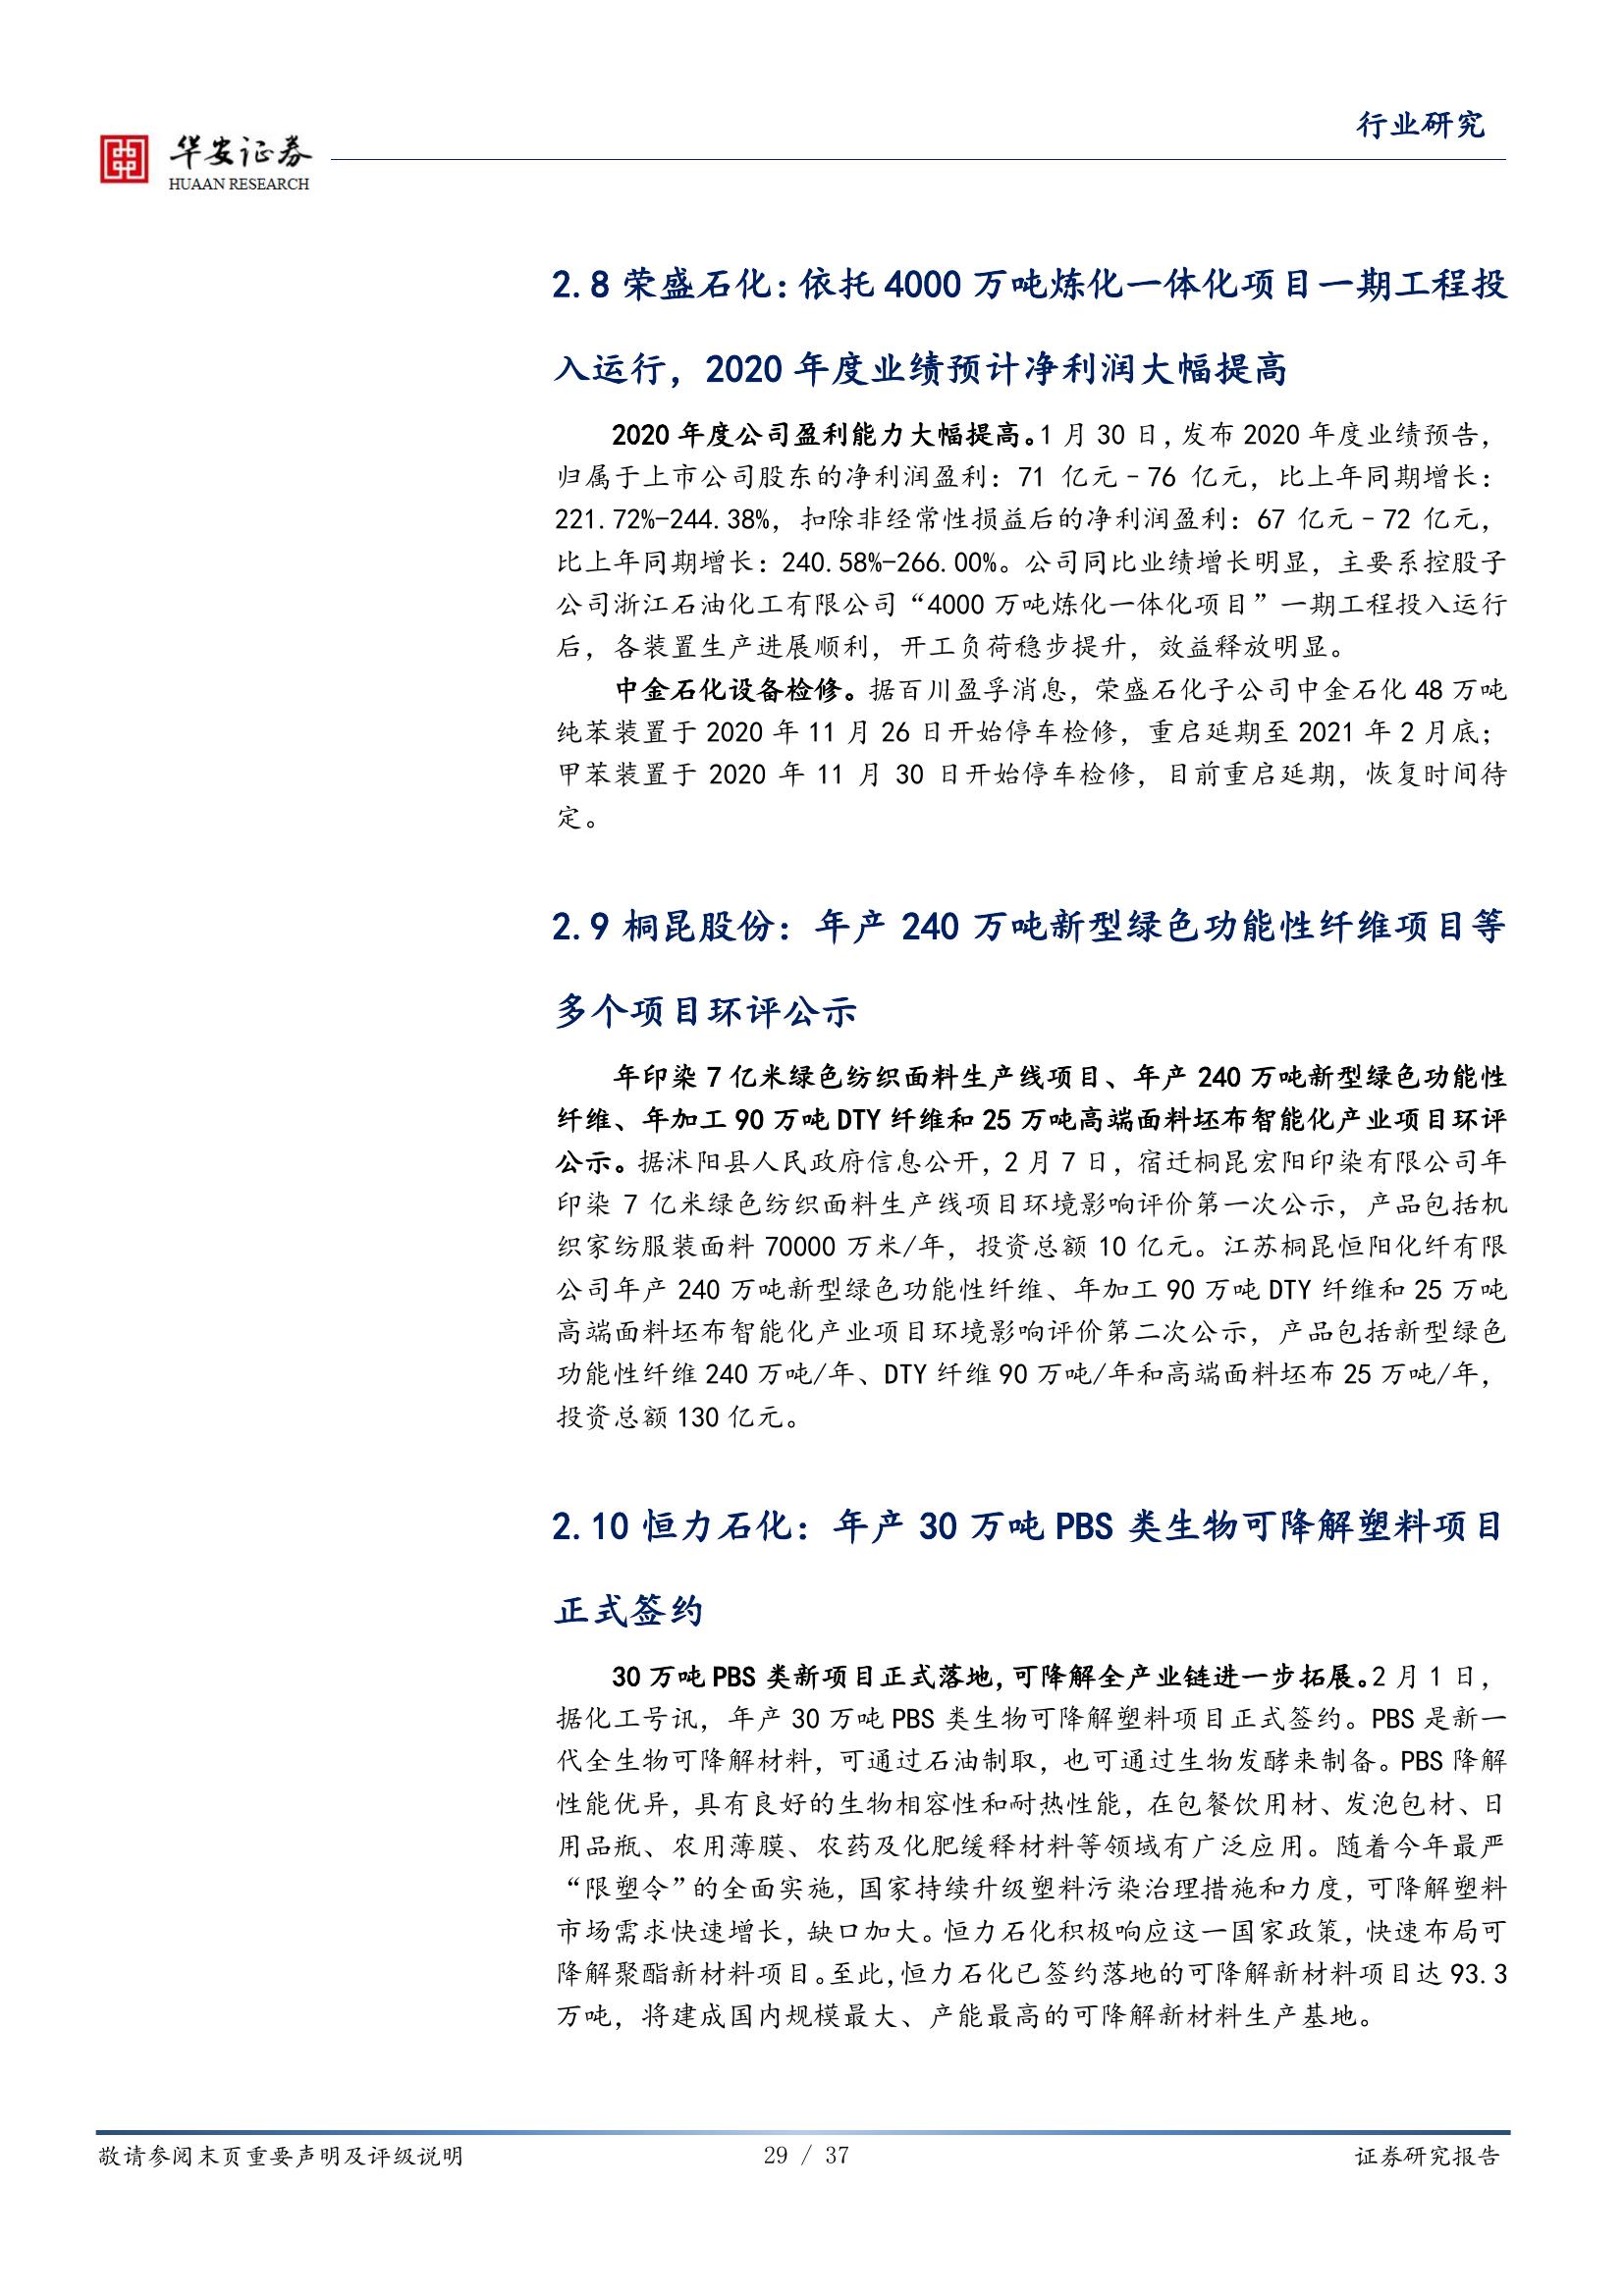 行业研究
华安证券
HUAAN RESEARCH
2.8 荣盛石化：依托 4000 万吨炼化一体化项目一期工程投
入运行，2020 年度业绩预计净利润大幅提高
2020 年度公司盈利能力大幅提高。1 月 30 日，发布 2020 年度业绩预告，
归属于上市公司股东的净利润盈利：71 亿元–76 亿元，比上年同期增长：
221.72%-244.38%，扣除非经常性损益后的净利润盈利：67 亿元–72 亿元，
比上年同期增长：240.58%-266.00%。公司同比业绩增长明显，主要系控股子
公司浙江石油化工有限公司“4000 万吨炼化一体化项目”一期工程投入运行
后，各装置生产进展顺利，开工负荷稳步提升，效益释放明显。
中金石化设备检修。据百川盈孚消息，荣盛石化子公司中金石化 48 万吨
纯苯装置于 2020 年 11 月 26 日开始停车检修，重启延期至 2021 年 2 月底；
甲苯装置于 2020 年 11 月 30 日开始停车检修，目前重启延期，恢复时间待
定。
2.9 桐昆股份：年产 240 万吨新型绿色功能性纤维项目等
多个项目环评公示
年印染 7 亿米绿色纺织面料生产线项目、年产 240 万吨新型绿色功能性
纤维、年加工 90 万吨 DTY 纤维和 25 万吨高端面料坯布智能化产业项目环评
公示。据沭阳县人民政府信息公开，2 月 7 日，宿迁桐昆宏阳印染有限公司年
印染 7 亿米绿色纺织面料生产线项目环境影响评价第一次公示，产品包括机
织家纺服装面料 70000 万米/年，投资总额 10 亿元。江苏桐昆恒阳化纤有限
公司年产 240 万吨新型绿色功能性纤维、年加工 90 万吨 DTY 纤维和 25 万吨
高端面料坯布智能化产业项目环境影响评价第二次公示，产品包括新型绿色
功能性纤维 240 万吨/年、DTY 纤维 90 万吨/年和高端面料坯布 25 万吨/年，
投资总额 130 亿元。
2.10 恒力石化：年产 30 万吨 PBS 类生物可降解塑料项目
正式签约
30 万吨 PBS 类新项目正式落地，可降解全产业链进一步拓展。2 月 1 日，
据化工号讯，年产 30 万吨 PBS 类生物可降解塑料项目正式签约。PBS 是新一
代全生物可降解材料，可通过石油制取，也可通过生物发酵来制备。PBS 降解
性能优异，具有良好的生物相容性和耐热性能，在包餐饮用材、发泡包材、日
用品瓶、农用薄膜、农药及化肥缓释材料等领域有广泛应用。随着今年最严
“限塑令”的全面实施，国家持续升级塑料污染治理措施和力度，可降解塑料
市场需求快速增长，缺口加大。恒力石化积极响应这一国家政策，快速布局可
降解聚酯新材料项目。至此，恒力石化已签约落地的可降解新材料项目达 93.3
万吨，将建成国内规模最大、产能最高的可降解新材料生产基地。
敬请参阅末页重要声明及评级说明
29 / 37
证券研究报告